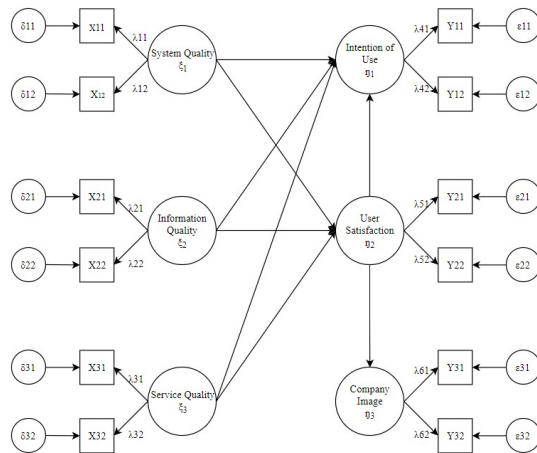 δ11
X11
λ11
System Quality
ξ1
λ12
δ12
X12
Intention of
Use
η1
λ41
Y11
ε11
λ42
Y12
ε12
δ21
X21
λ21
Information
Quality
ξ2
λ22
δ22
X22
User
Satisfaction
η2
λ51
Y21
ε21
λ52
Y22
ε22
δ31
X31
λ31
Service Quality
ξ3
λ32
δ32
X32
Company
Image
η3
λ61
Y31
ε31
λ62
Y32
ε32